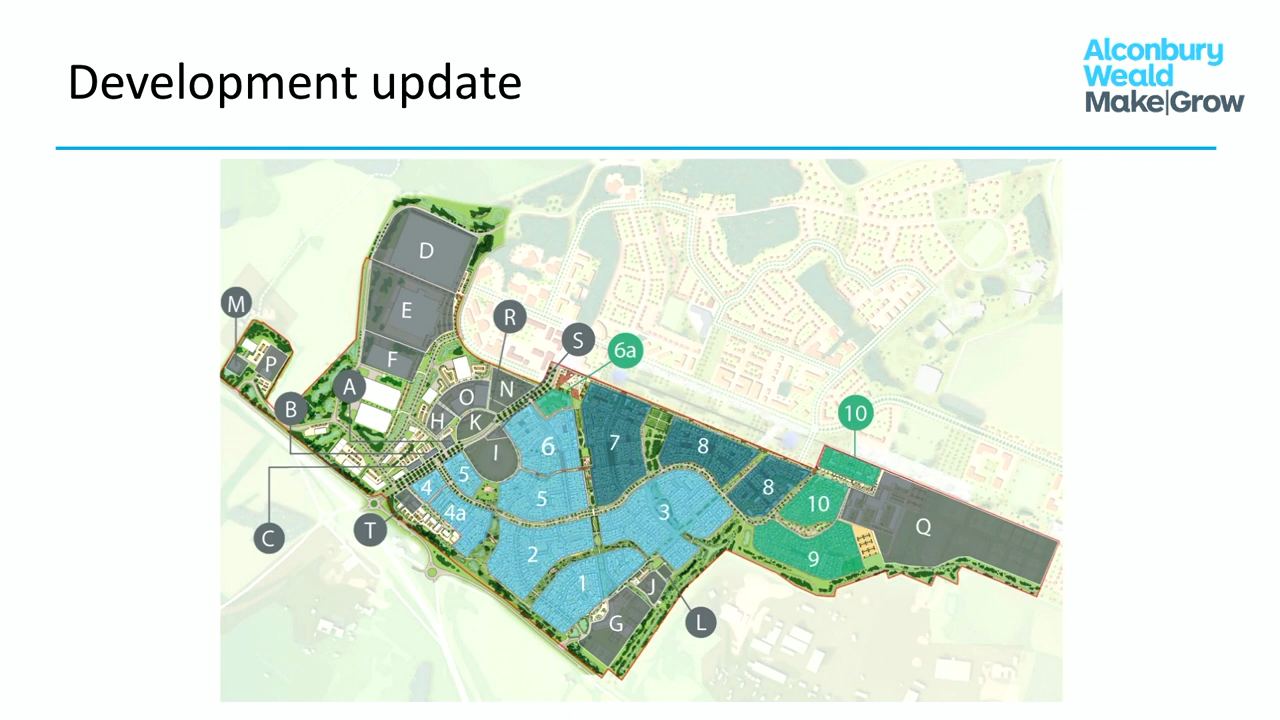 Development update
Alconbury
Weald
Make|Grow
D
M
E
R
S
6a
F
P
A
N
O
B
10
H
K
6
7
8
I
5
8
4
5
10
4a
3
Q
C
T
2
9
1
J
G
L